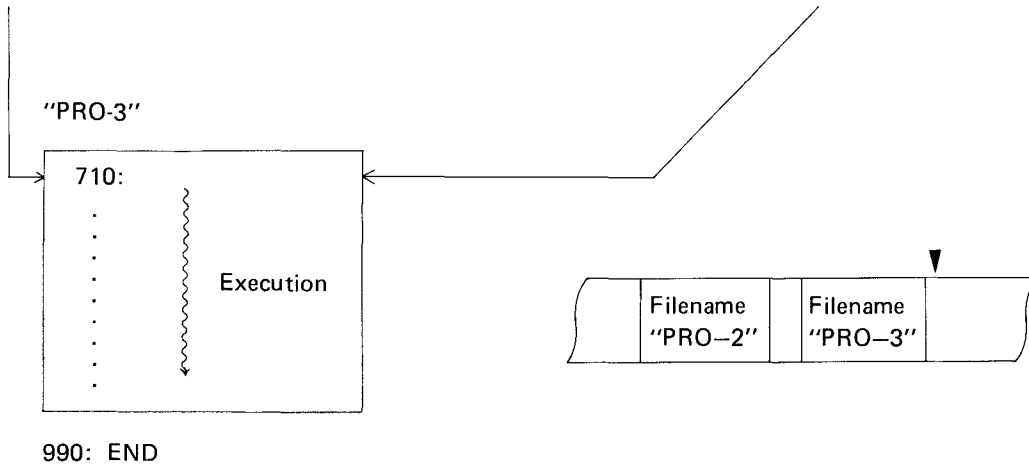 "PRO-3"
710:
Execution
Filename
"PRO–2"
Filename
"PRO–3"
990: END